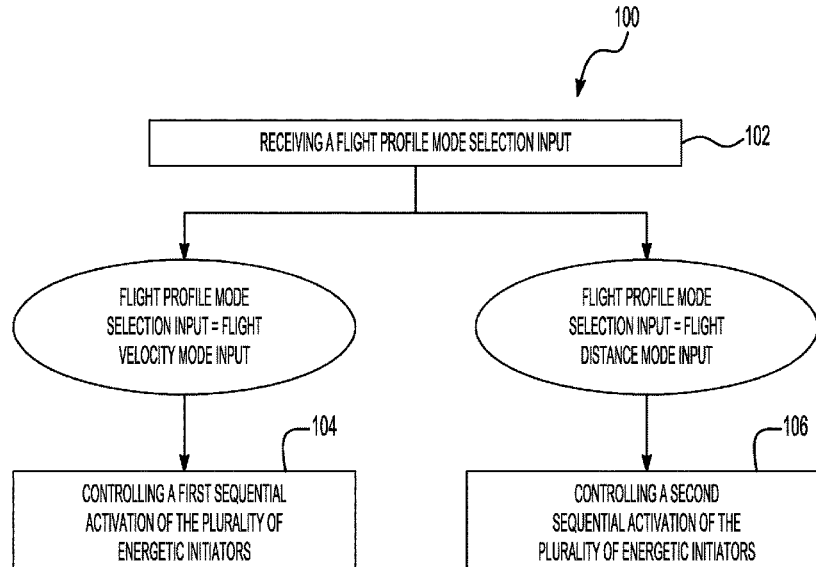 100
RECEIVING A FLIGHT PROFILE MODE SELECTION INPUT
102
FLIGHT PROFILE MODE
SELECTION INPUT = FLIGHT
VELOCITY MODE INPUT
FLIGHT PROFILE MODE
SELECTION INPUT = FLIGHT
DISTANCE MODE INPUT
104
CONTROLLING A FIRST SEQUENTIAL
ACTIVATION OF THE PLURALITY OF
ENERGETIC INITIATORS
106
CONTROLLING A SECOND
SEQUENTIAL ACTIVATION OF THE
PLURALITY OF ENERGETIC INITIATORS